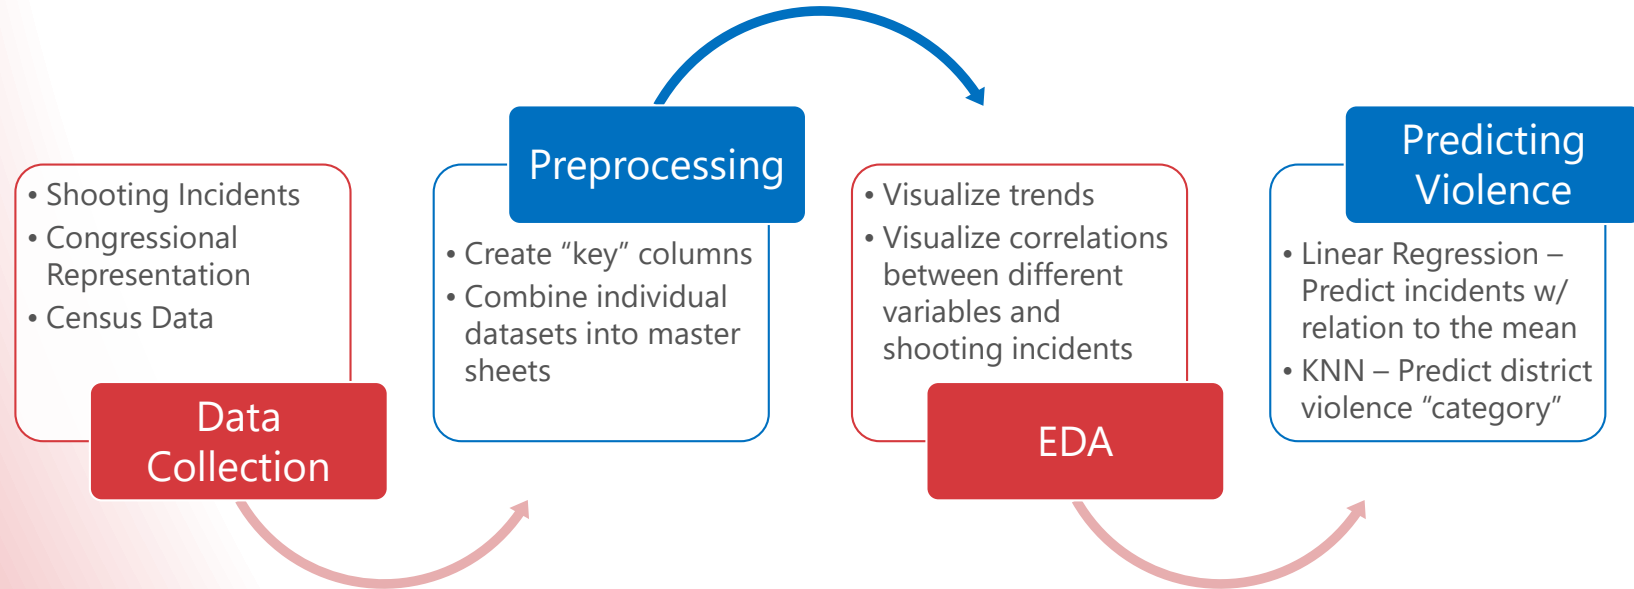 • Shooting Incidents
• Congressional
Representation
• Census Data
Data
Collection
Preprocessing
• Create “key” columns
• Combine individual
datasets into master
sheets
• Visualize trends
• Visualize correlations
between different
variables and
shooting incidents
EDA
Predicting
Violence
• Linear Regression –
Predict incidents w/
relation to the mean
• KNN – Predict district
violence “category”